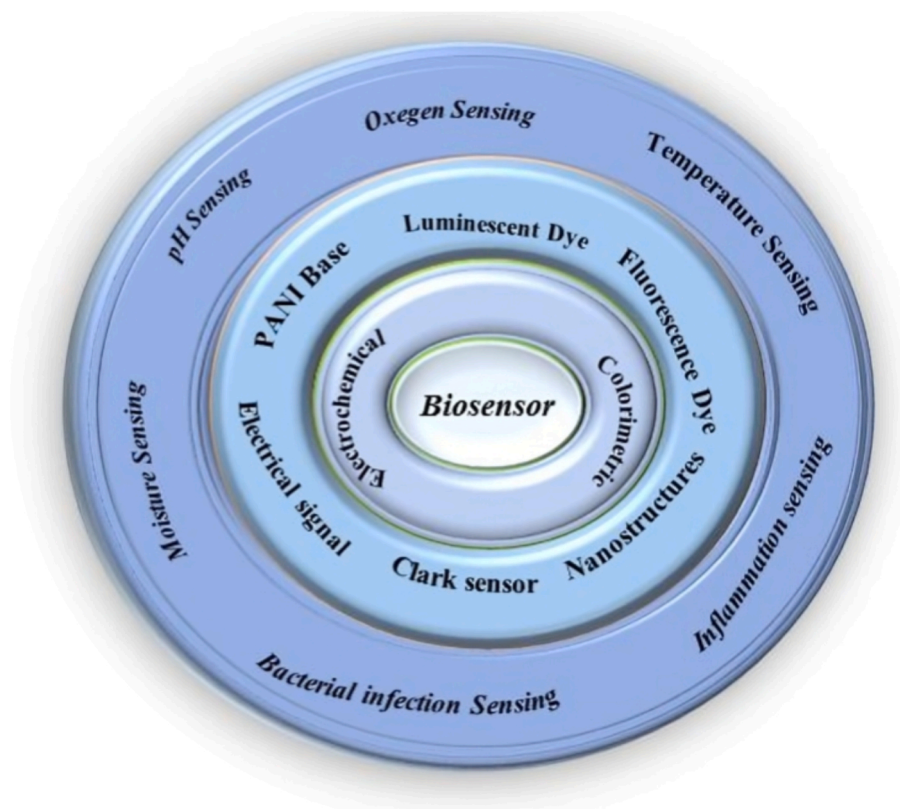 Oxegen Sensing
Temperature Sensing
pH Sensing
Luminescent Dye
PANI Base
Fluorescence Dye
Electrochemical
Colorimetric
Biosensor
Moisture Sensing
Electrical signal
Nanostructures
Inflammation sensing
Clark sensor
Bacterial infection Sensing